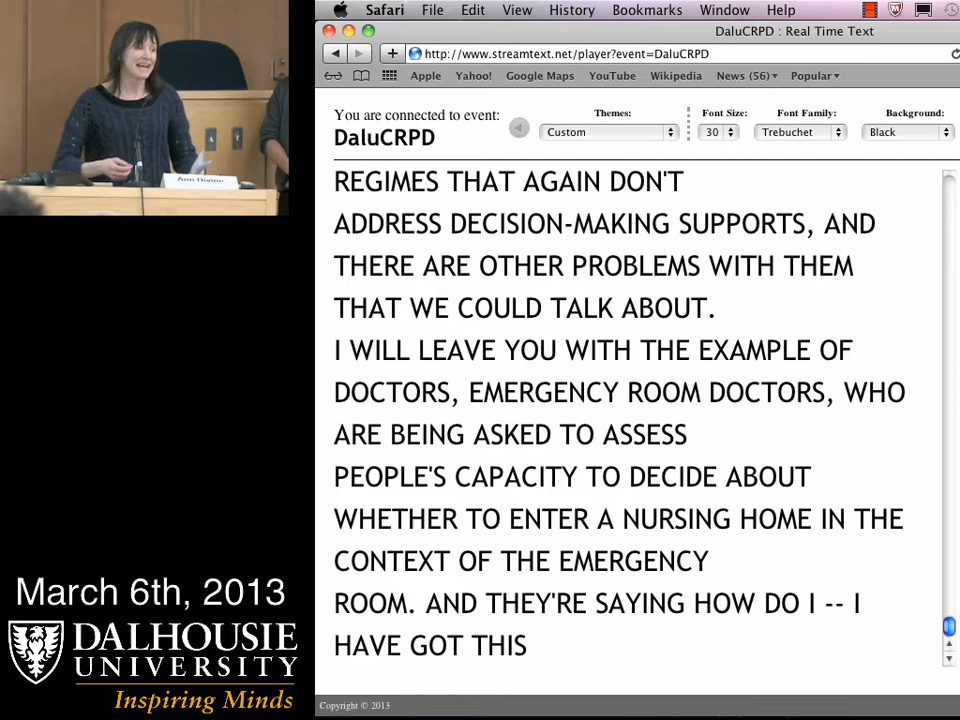 Safari File Edit View History Bookmarks Window Help
DaluCRPD : Real Time Text
http://www.streamtext.net/player?event=DaluCRPD
Apple Yahoo! Google Maps YouTube Wikipedia News (56) Popular
You are connected to event:
DaluCRPD
Themes: Font Size: Font Family: Background:
Custom 30 Trebuchet Black
REGIMES THAT AGAIN DON'T
ADDRESS DECISION-MAKING SUPPORTS, AND
THERE ARE OTHER PROBLEMS WITH THEM
THAT WE COULD TALK ABOUT.
I WILL LEAVE YOU WITH THE EXAMPLE OF
DOCTORS, EMERGENCY ROOM DOCTORS, WHO
ARE BEING ASKED TO ASSESS
PEOPLE'S CAPACITY TO DECIDE ABOUT
WHETHER TO ENTER A NURSING HOME IN THE
CONTEXT OF THE EMERGENCY
ROOM. AND THEY'RE SAYING HOW DO I -- I
HAVE GOT THIS
Copyright © 2013
Ann Divine
March 6th, 2013
DALHOUSIE
UNIVERSITY
Inspiring Minds